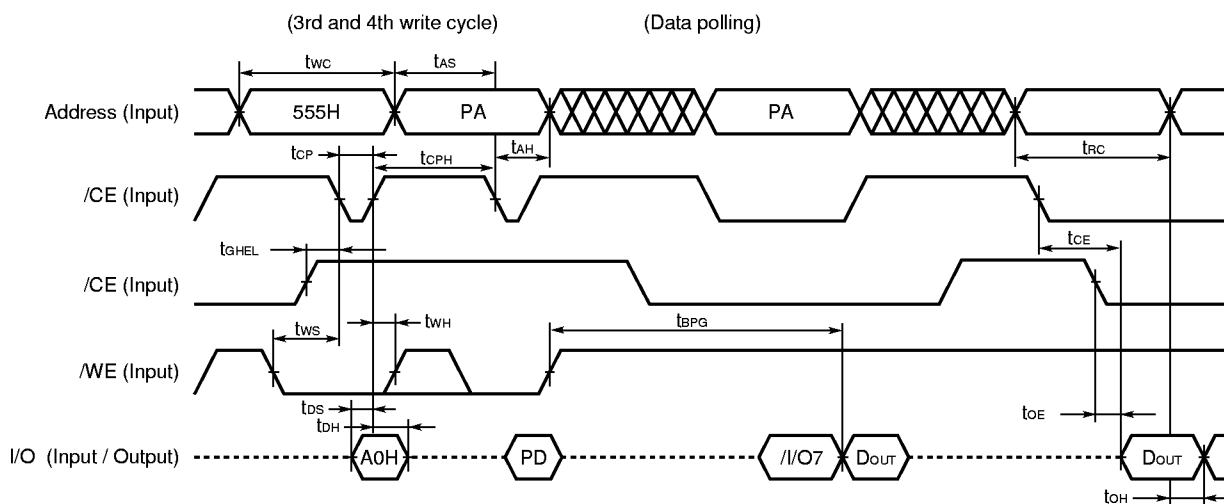 (3rd and 4th write cycle) (Data polling)
tWC tAS
Address (Input) 555H PA PA
tCP tCPH tAH tRC
/CE (Input)
tGHEL tCE
/CE (Input)
tWS tWH tBPG
/WE (Input)
tDS tOE
tDH
I/O (Input / Output) A0H PD /I/O7 DOUT DOUT
tOH